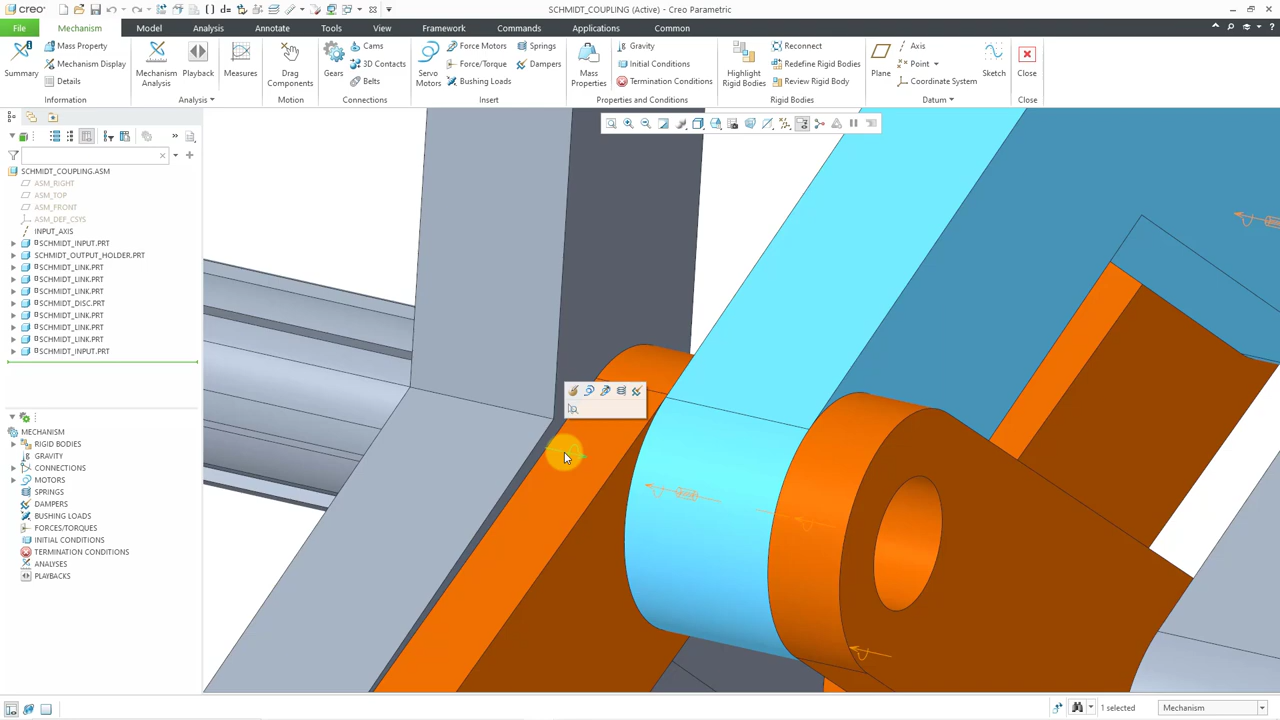 creo
SCHMIDT_COUPLING (Active) - Creo Parametric
File
Mechanism
Model
Analysis
Annotate
Tools
View
Framework
Commands
Applications
Common
Summary
Mass Property
Mechanism Display
Details
Information
Mechanism Analysis
Playback
Measures
Analysis
Drag Components
Motion
Gears
Cams
3D Contacts
Belts
Connections
Servo Motors
Force Motors
Force/Torque
Bushing Loads
Springs
Dampers
Insert
Mass Properties
Gravity
Initial Conditions
Termination Conditions
Properties and Conditions
Highlight Rigid Bodies
Reconnect
Redefine Rigid Bodies
Review Rigid Body
Rigid Bodies
Plane
Axis
Point
Coordinate System
Sketch
Datum
Close
Close
SCHMIDT_COUPLING.ASM
ASM_RIGHT
ASM_TOP
ASM_FRONT
ASM_DEF_CSYS
INPUT_AXIS
SCHMIDT_INPUT.PRT
SCHMIDT_OUTPUT_HOLDER.PRT
SCHMIDT_LINK.PRT
SCHMIDT_LINK.PRT
SCHMIDT_LINK.PRT
SCHMIDT_DISC.PRT
SCHMIDT_LINK.PRT
SCHMIDT_LINK.PRT
SCHMIDT_LINK.PRT
SCHMIDT_INPUT.PRT
MECHANISM
RIGID BODIES
GRAVITY
CONNECTIONS
MOTORS
SPRINGS
DAMPERS
BUSHING LOADS
FORCES/TORQUES
INITIAL CONDITIONS
TERMINATION CONDITIONS
ANALYSES
PLAYBACKS
1 selected
Mechanism